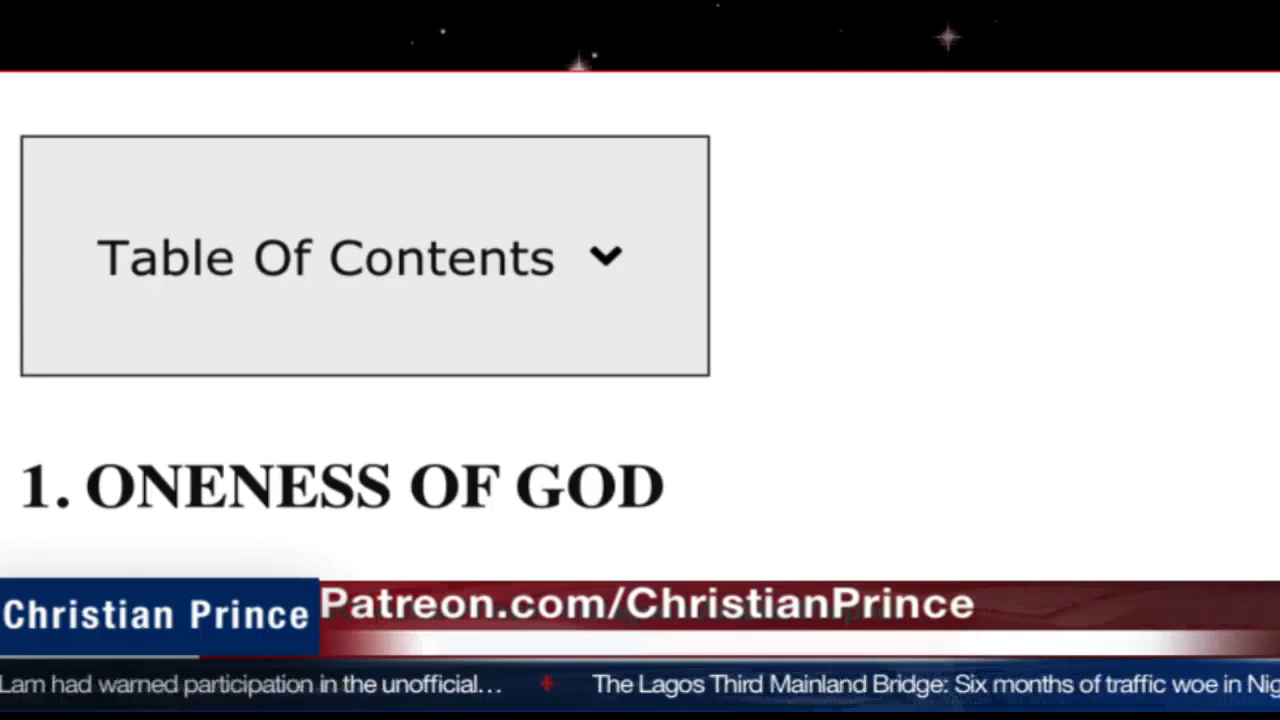 Table Of Contents
1. ONENESS OF GOD
Christian Prince
Patreon.com/ChristianPrince
Lam had warned participation in the unofficial...
The Lagos Third Mainland Bridge: Six months of traffic woe in